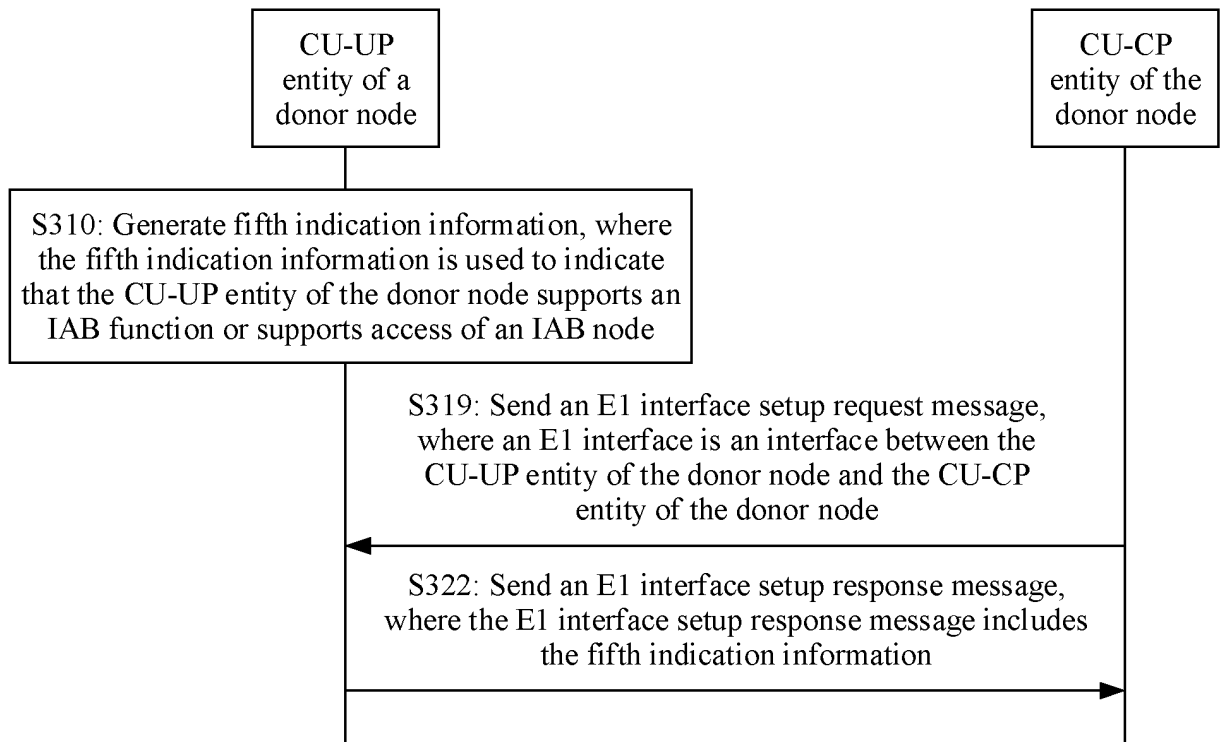 CU-UP
entity of a
donor node
CU-CP
entity of the
donor node
S310: Generate fifth indication information, where
the fifth indication information is used to indicate
that the CU-UP entity of the donor node supports an
IAB function or supports access of an IAB node
S319: Send an E1 interface setup request message,
where an E1 interface is an interface between the
CU-UP entity of the donor node and the CU-CP
entity of the donor node
S322: Send an E1 interface setup response message,
where the E1 interface setup response message includes
the fifth indication information